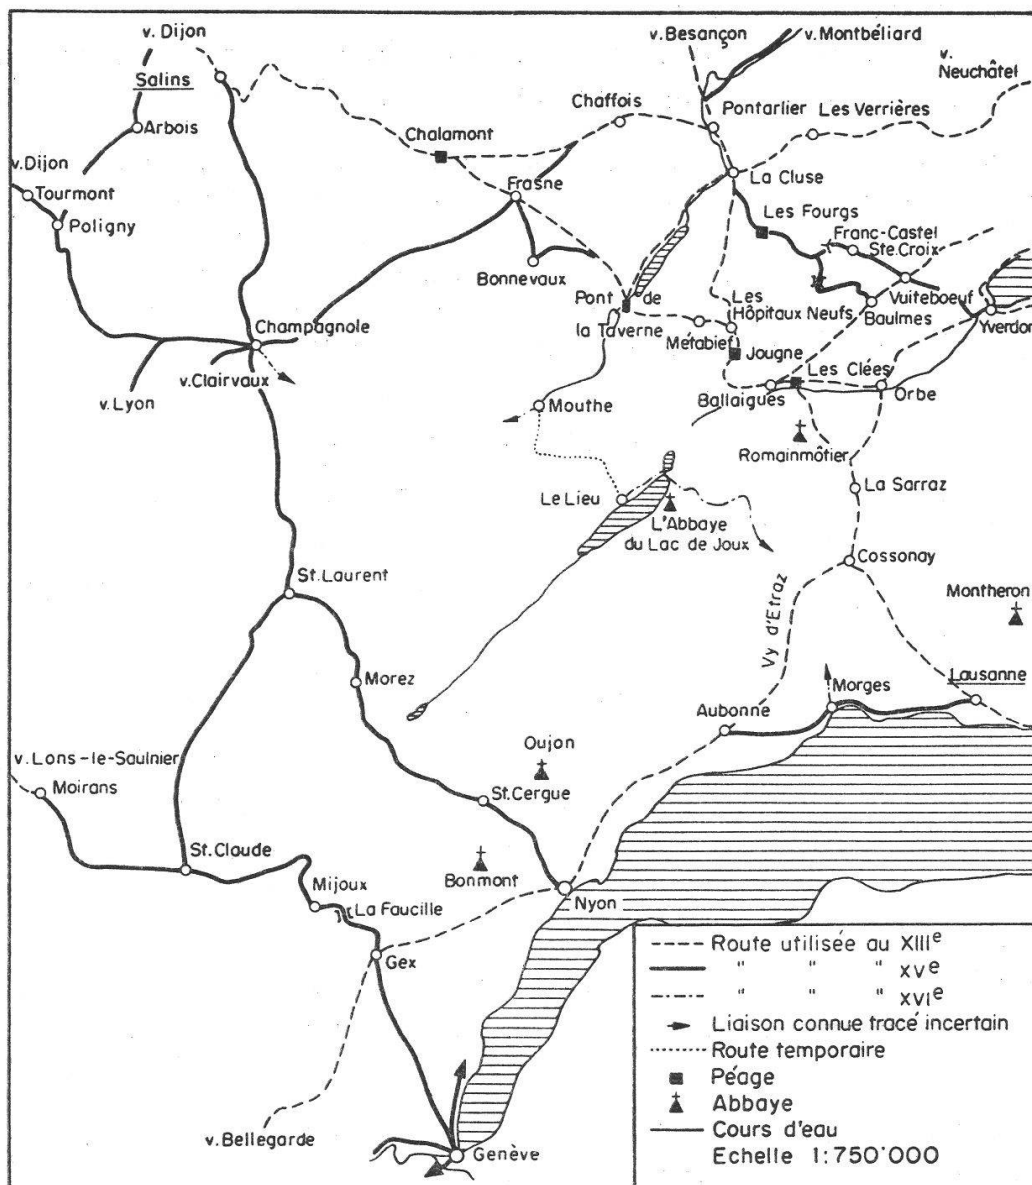 v. Dijon
v. Besançon
v. Montbéliard
v. Neuchâtel
Salins
Arbois
Chaffois
Pontarlier
Les Verrières
Chalamont
v. Dijon
Tourmont
Frasne
La Cluse
Poligny
Les Fourgs
Franc-Castel
Ste. Croix
Bonnevaux
Vuiteboeuf
Pont de
la Taverne
Les
Hôpitaux Neufs
Baulmes
Yverdon
Champagnole
Métabief
Jougne
v. Clairvaux
v. Lyon
Les Clées
Ballaigues
Orbe
Mouthe
Romainmôtier
La Sarraz
Le Lieu
L'Abbaye
du Lac de Joux
Cossonay
St. Laurent
Montheron
Vy d'Etraz
Morez
Morges
Lausanne
Aubonne
Oujon
v. Lons-le-Saulnier
Moirans
St. Cergue
St. Claude
Mijoux
Bonmont
La Faucille
Nyon
Gex
v. Bellegarde
Genève
Route utilisée au XIIIe
" " " XVe
" " " XVIe
Liaison connue tracé incertain
Route temporaire
Péage
Abbaye
Cours d'eau
Echelle 1:750'000